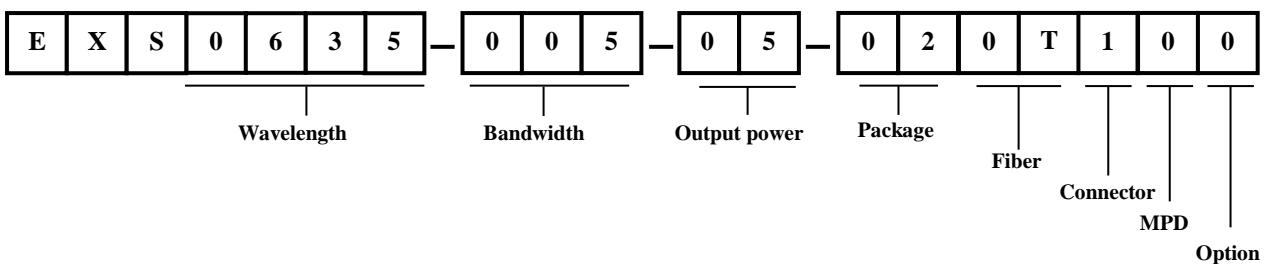 E X S 0 6 3 5 – 0 0 5 – 0 5 – 0 2 0 T 1 0 0
Wavelength Bandwidth Output power Package
Fiber
Connector
MPD
Option